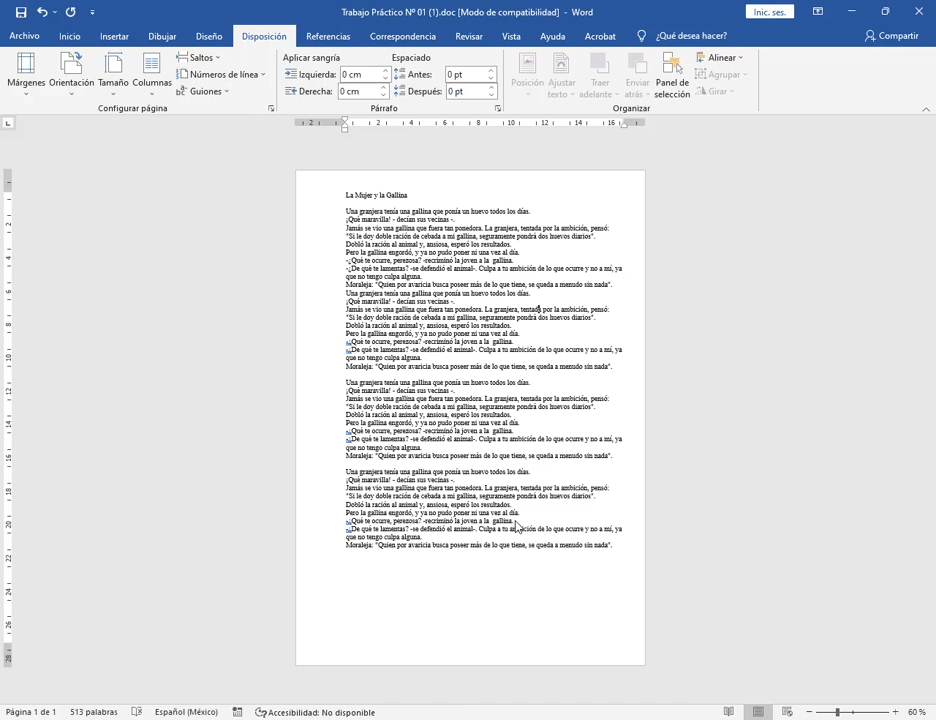 Trabajo Práctico Nº 01 (1).doc [Modo de compatibilidad] - Word
Inic. ses.
Archivo Inicio Insertar Dibujar Diseño Disposición Referencias Correspondencia Revisar Vista Ayuda Acrobat ¿Qué desea hacer? Compartir
Márgenes Orientación Tamaño Columnas
Saltos
Números de línea
Guiones
Configurar página
Aplicar sangría Espaciado
Izquierda: 0 cm Antes: 0 pt
Derecha: 0 cm Después: 0 pt
Párrafo
Posición Ajustar texto Traer adelante Enviar atrás Panel de selección
Alinear
Agrupar
Girar
Organizar
2 2 4 6 8 10 12 14 16
2 4 6 8 10 12 14 16 18 20 22 24 26 28
La Mujer y la Gallina
Una granjera tenía una gallina que ponía un huevo todos los días.
¡Qué maravilla! - decían sus vecinas -.
Jamás se vio una gallina que fuera tan ponedora. La granjera, tentada por la ambición, pensó:
"Si le doy doble ración de cebada a mi gallina, seguramente pondrá dos huevos diarios".
Dobló la ración al animal y, ansiosa, esperó los resultados.
Pero la gallina engordó, y ya no pudo poner ni una vez al día.
-¿Qué te ocurre, perezosa? -recriminó la joven a la gallina.
-¿De qué te lamentas? -se defendió el animal-. Culpa a tu ambición de lo que ocurre y no a mí, ya
que no tengo culpa alguna.
Moraleja: "Quien por avaricia busca poseer más de lo que tiene, se queda a menudo sin nada".
Una granjera tenía una gallina que ponía un huevo todos los días.
¡Qué maravilla! - decían sus vecinas -.
Jamás se vio una gallina que fuera tan ponedora. La granjera, tentada por la ambición, pensó:
"Si le doy doble ración de cebada a mi gallina, seguramente pondrá dos huevos diarios".
Dobló la ración al animal y, ansiosa, esperó los resultados.
Pero la gallina engordó, y ya no pudo poner ni una vez al día.
-¿Qué te ocurre, perezosa? -recriminó la joven a la gallina.
-¿De qué te lamentas? -se defendió el animal-. Culpa a tu ambición de lo que ocurre y no a mí, ya
que no tengo culpa alguna.
Moraleja: "Quien por avaricia busca poseer más de lo que tiene, se queda a menudo sin nada".
Una granjera tenía una gallina que ponía un huevo todos los días.
¡Qué maravilla! - decían sus vecinas -.
Jamás se vio una gallina que fuera tan ponedora. La granjera, tentada por la ambición, pensó:
"Si le doy doble ración de cebada a mi gallina, seguramente pondrá dos huevos diarios".
Dobló la ración al animal y, ansiosa, esperó los resultados.
Pero la gallina engordó, y ya no pudo poner ni una vez al día.
-¿Qué te ocurre, perezosa? -recriminó la joven a la gallina.
-¿De qué te lamentas? -se defendió el animal-. Culpa a tu ambición de lo que ocurre y no a mí, ya
que no tengo culpa alguna.
Moraleja: "Quien por avaricia busca poseer más de lo que tiene, se queda a menudo sin nada".
Una granjera tenía una gallina que ponía un huevo todos los días.
¡Qué maravilla! - decían sus vecinas -.
Jamás se vio una gallina que fuera tan ponedora. La granjera, tentada por la ambición, pensó:
"Si le doy doble ración de cebada a mi gallina, seguramente pondrá dos huevos diarios".
Dobló la ración al animal y, ansiosa, esperó los resultados.
Pero la gallina engordó, y ya no pudo poner ni una vez al día.
-¿Qué te ocurre, perezosa? -recriminó la joven a la gallina.
-¿De qué te lamentas? -se defendió el animal-. Culpa a tu ambición de lo que ocurre y no a mí, ya
que no tengo culpa alguna.
Moraleja: "Quien por avaricia busca poseer más de lo que tiene, se queda a menudo sin nada".
Página 1 de 1 513 palabras Español (México) Accesibilidad: No disponible 60 %